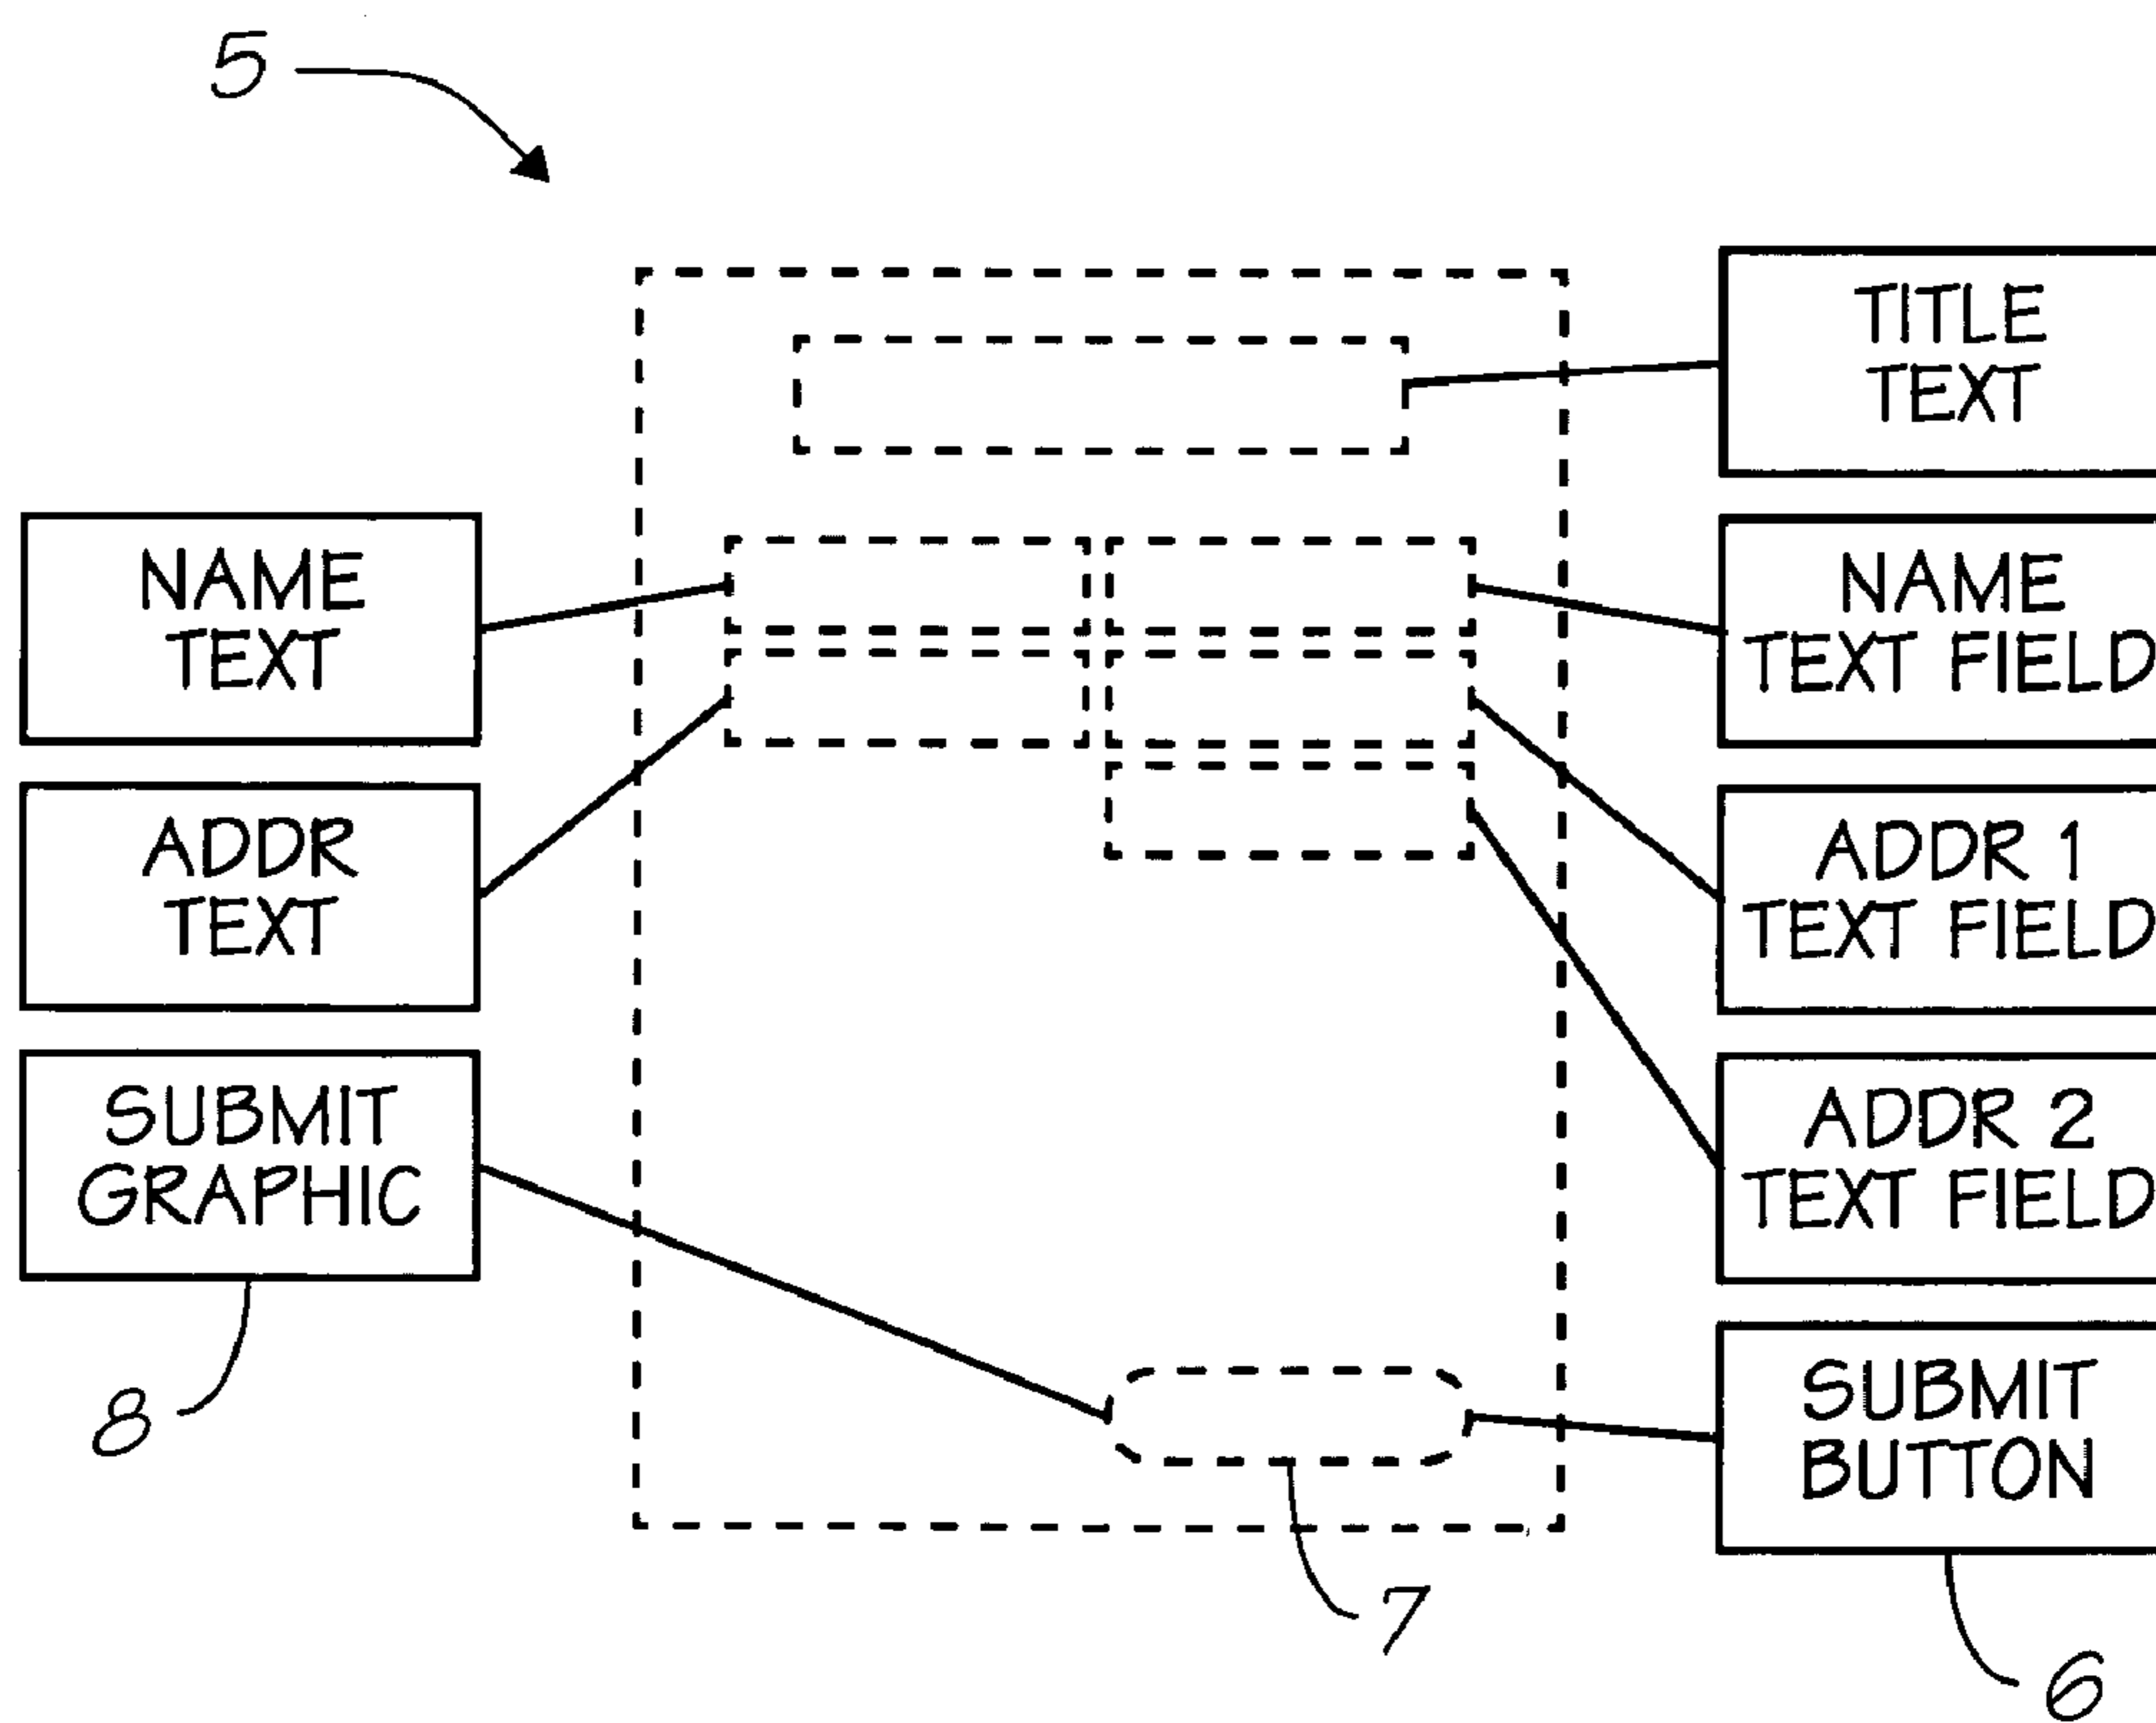 5
TITLE
TEXT
NAME
TEXT
NAME
TEXT FIELD
ADDR
TEXT
ADDR 1
TEXT FIELD
SUBMIT
GRAPHIC
ADDR 2
TEXT FIELD
8
SUBMIT
BUTTON
7
6